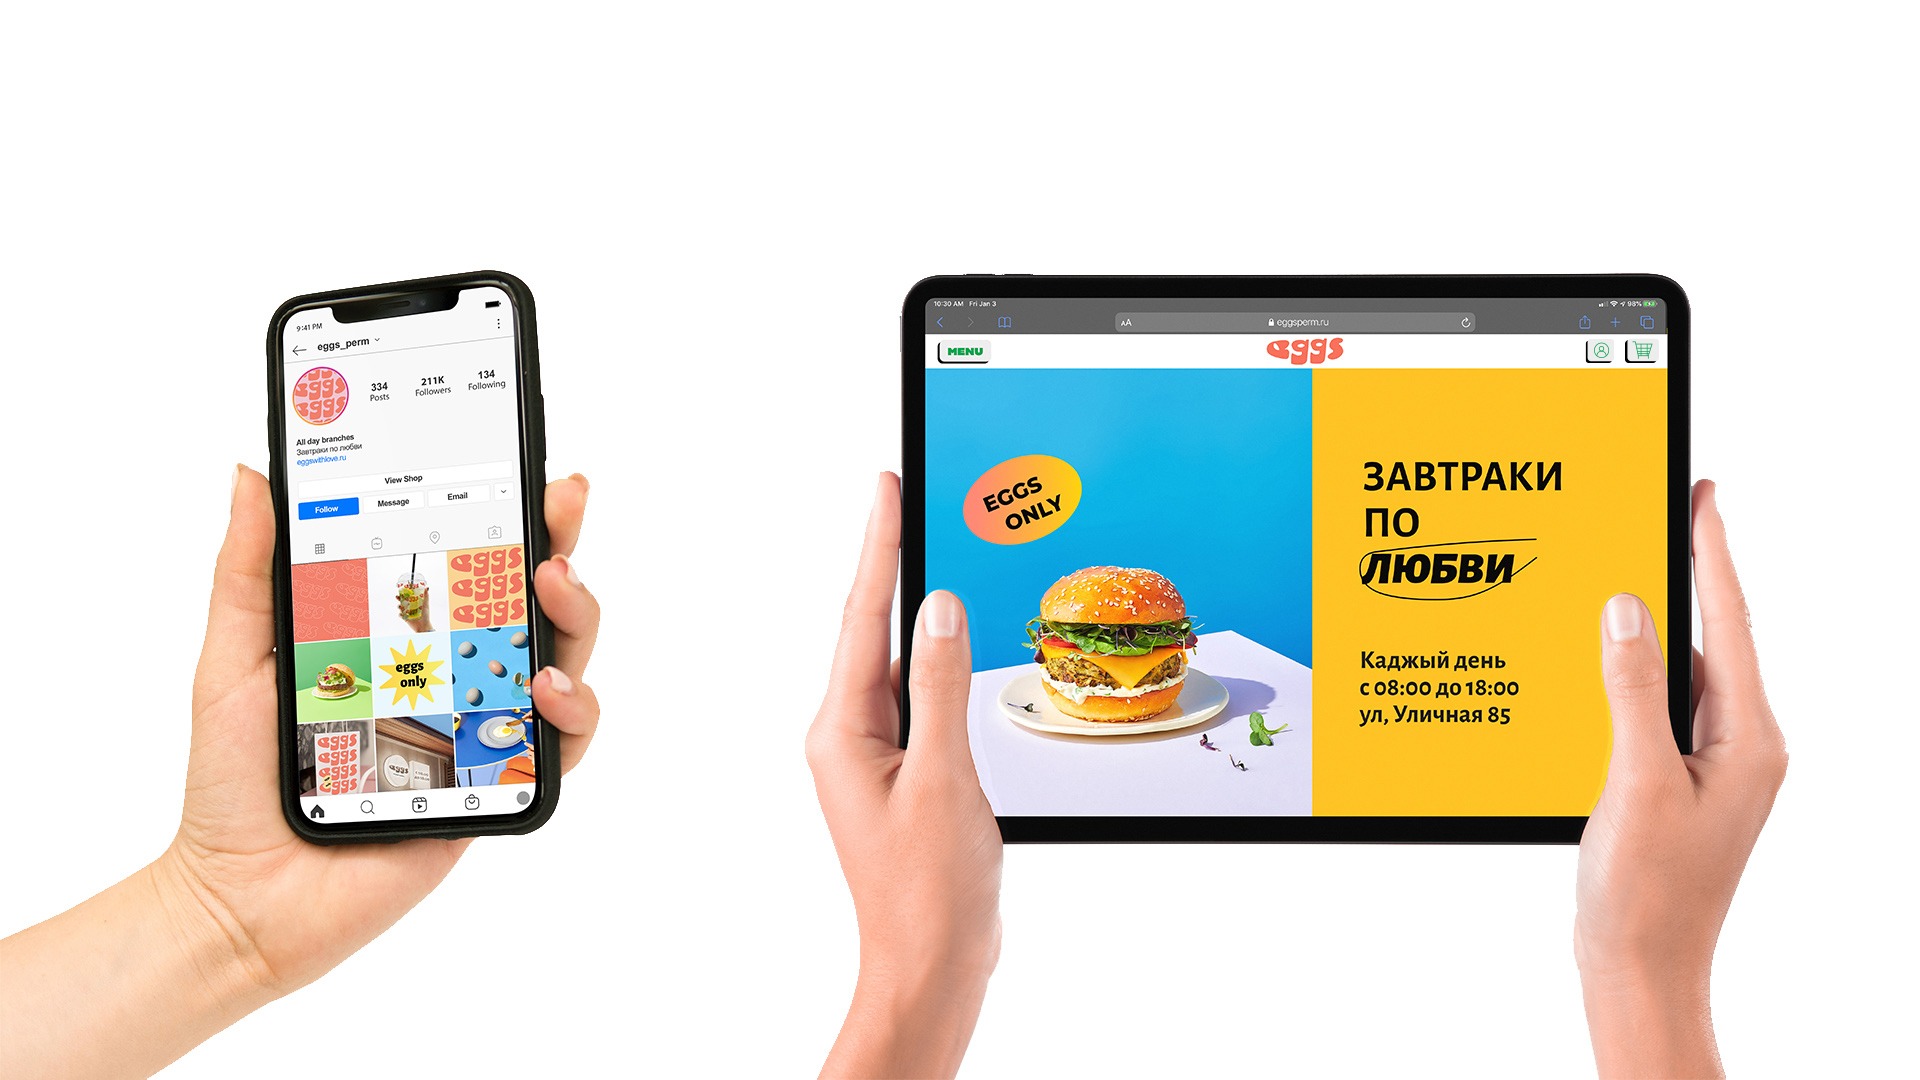 9:41 PM
eggs_perm
334
Posts
211K
Followers
134
Following
eggs
eggs
eggs
All day branches
Завтраки по любви
eggswithlove.ru
View Shop
Follow
Message
Email
eggs
eggs
eggs
eggs
only
eggs
eggs
eggs
eggs
eggs
10:30 AM Fri Jan 3
98%
AA
eggsperm.ru
MENU
eggs
EGGS
ONLY
ЗАВТРАКИ
ПО
ЛЮБВИ
Каджый день
с 08:00 до 18:00
ул, Уличная 85